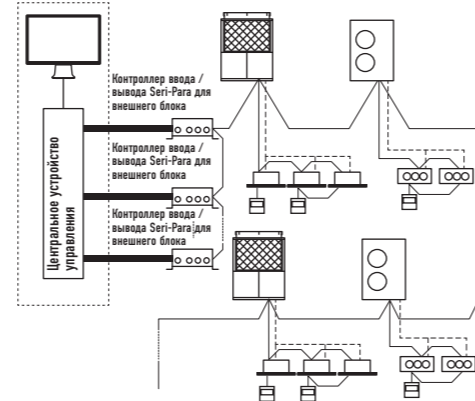 Контроллер ввода /
вывода Seri-Para для
внешнего блока
Контроллер ввода /
вывода Seri-Para для
внешнего блока
Контроллер ввода /
вывода Seri-Para для
внешнего блока
Центральное устройство
управления